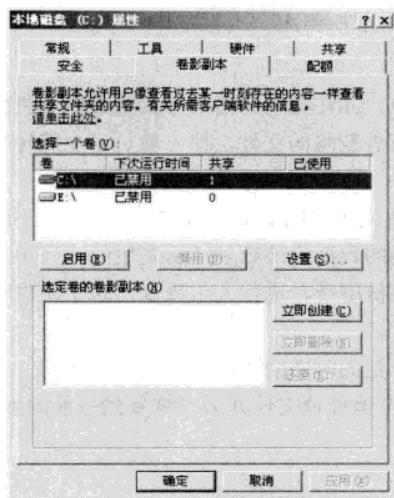 本地磁盘 (C:) 属性
常规 工具 硬件 共享
安全 卷影副本 配额
卷影副本允许用户像查看过去某一时刻存在的内容一样查看
共享文件夹的内容。有关所需客户端软件的信息，
请单击此处。
选择一个卷(V):
卷 下次运行时间 共享 已使用
C:\ 已禁用 1
E:\ 已禁用 0
启用(E) 禁用(D) 设置(S)...
选定卷的卷影副本(H)
立即创建(C)
立即删除(N)
还原(R)...
确定 取消 应用(A)